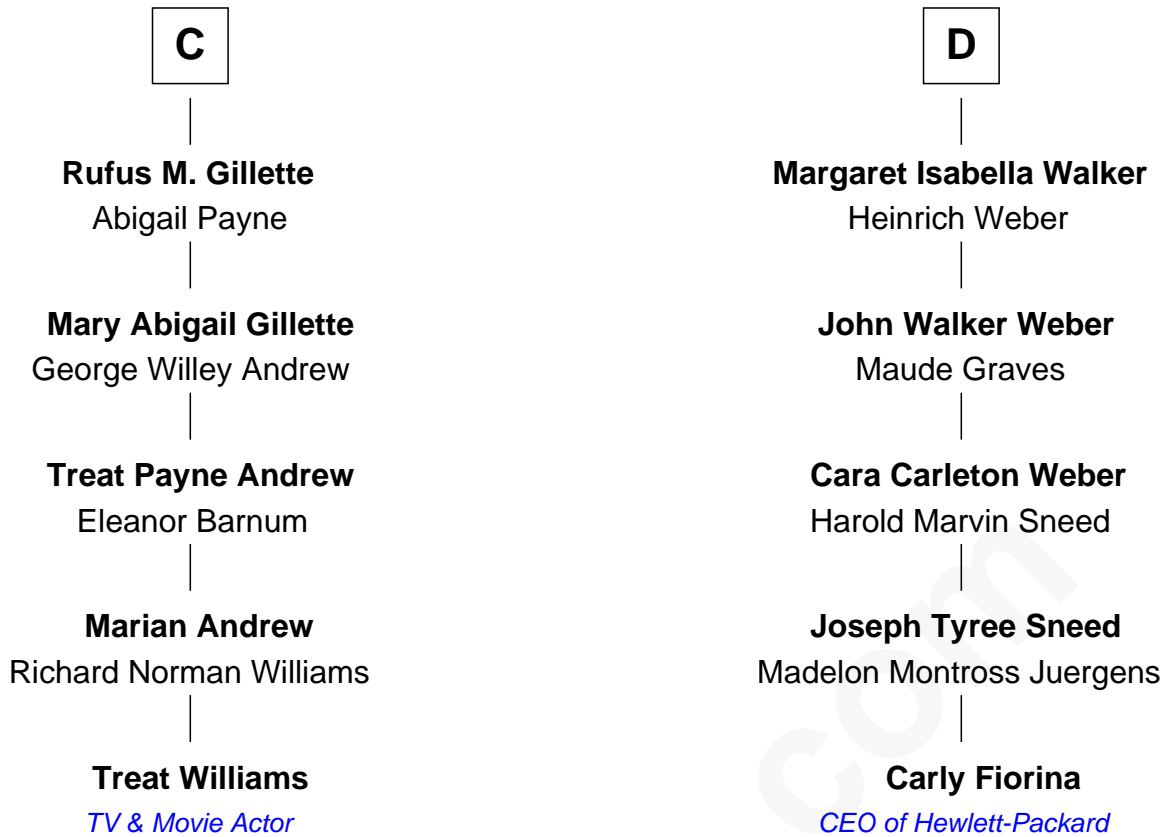 C
Rufus M. Gillette
Abigail Payne
Mary Abigail Gillette
George Willey Andrew
Treat Payne Andrew
Eleanor Barnum
Marian Andrew
Richard Norman Williams
Treat Williams
TV & Movie Actor
D
Margaret Isabella Walker
Heinrich Weber
John Walker Weber
Maude Graves
Cara Carleton Weber
Harold Marvin Sneed
Joseph Tyree Sneed
Madelon Montross Juergens
Carly Fiorina
CEO of Hewlett-Packard
com